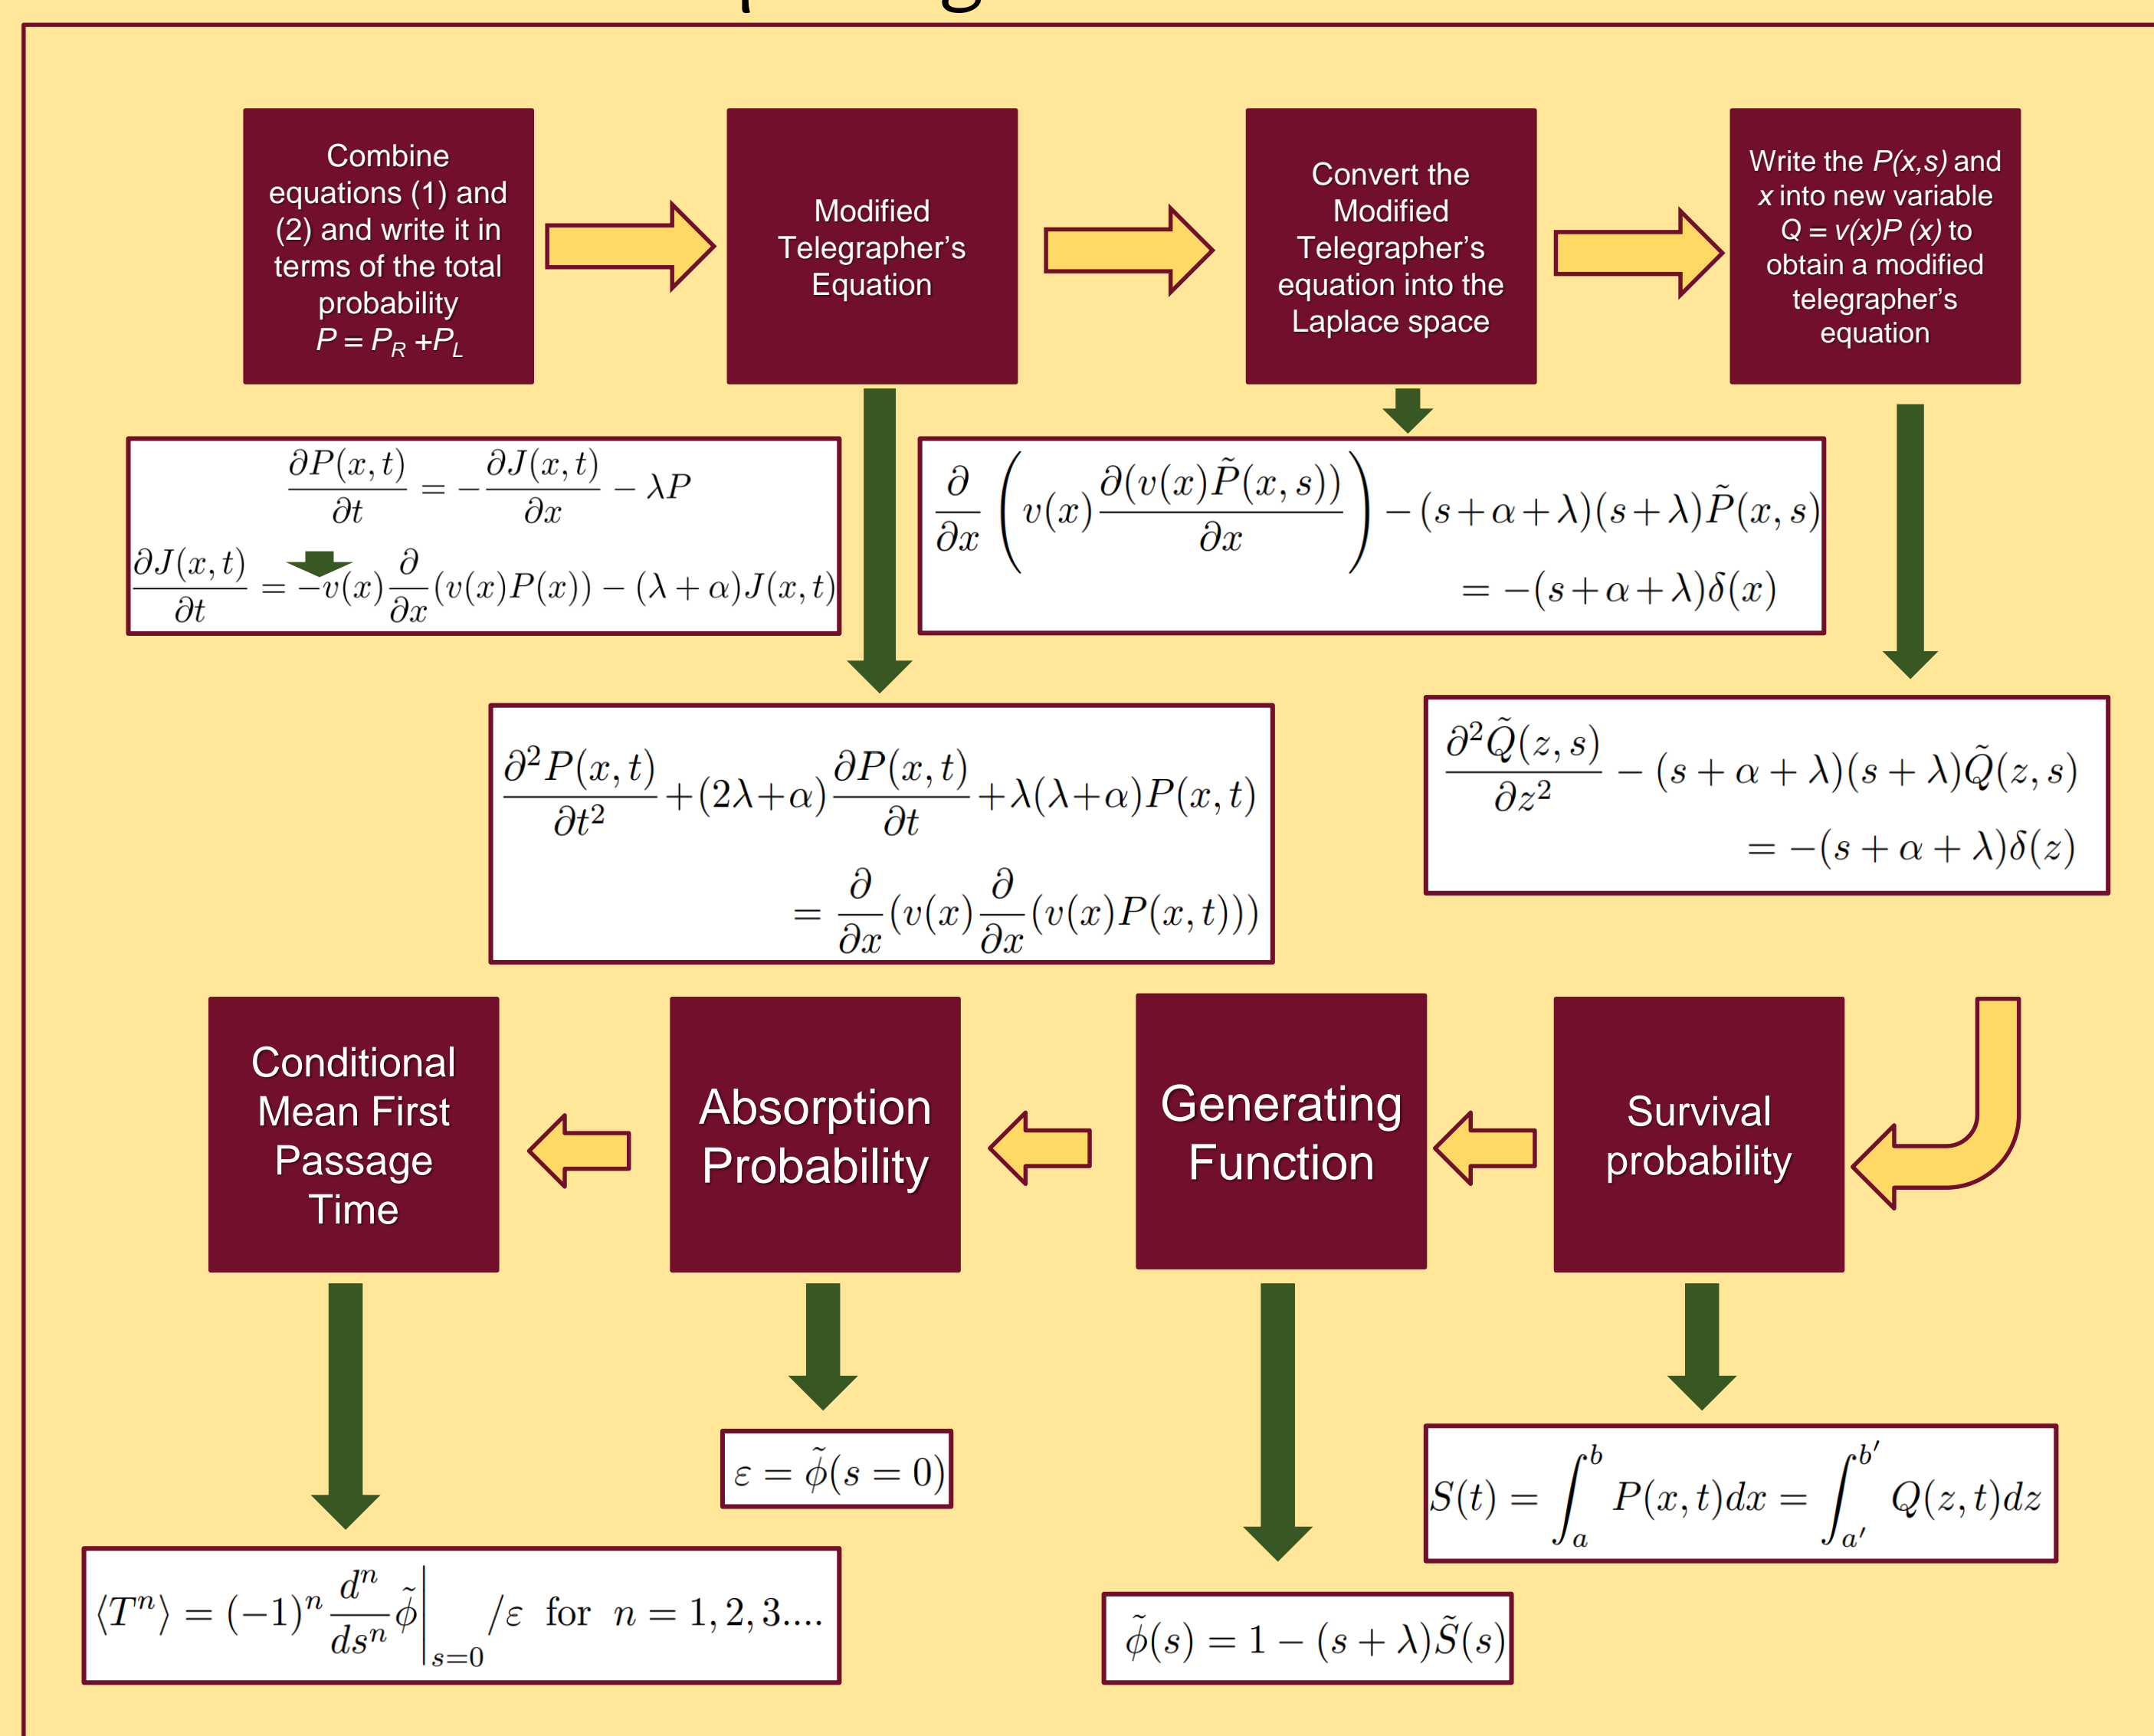 Combine
equations (1) and
(2) and write it in
terms of the total
probability
P = P_R +P_L
Modified
Telegrapher's
Equation
Convert the
Modified
Telegrapher's
equation into the
Laplace space
Write the P(x,s) and
x into new variable
Q = v(x)P (x) to
obtain a modified
telegrapher's
equation
∂P(x,t)/∂t = −∂J(x,t)/∂x − λP
∂J(x,t)/∂t = −v(x) ∂/∂x (v(x)P(x)) − (λ + α)J(x,t)
∂/∂x (v(x) ∂(v(x)P̃(x,s))/∂x) − (s+α+λ)(s+λ)P̃(x,s)
= −(s+α+λ)δ(x)
∂²P(x,t)/∂t² +(2λ+α) ∂P(x,t)/∂t +λ(λ+α)P(x,t)
= ∂/∂x (v(x) ∂/∂x (v(x)P(x,t)))
∂²Q̃(z,s)/∂z² − (s + α + λ)(s + λ)Q̃(z,s)
= −(s + α + λ)δ(z)
Survival
probability
Generating
Function
Absorption
Probability
Conditional
Mean First
Passage
Time
S(t) = ∫_a^b P(x,t)dx = ∫_{a′}^{b′} Q(z,t)dz
ϕ̃(s) = 1 − (s + λ)S̃(s)
ε = ϕ̃(s = 0)
⟨Tⁿ⟩ = (−1)ⁿ dⁿ/dsⁿ ϕ̃|_{s=0} /ε for n = 1, 2, 3....